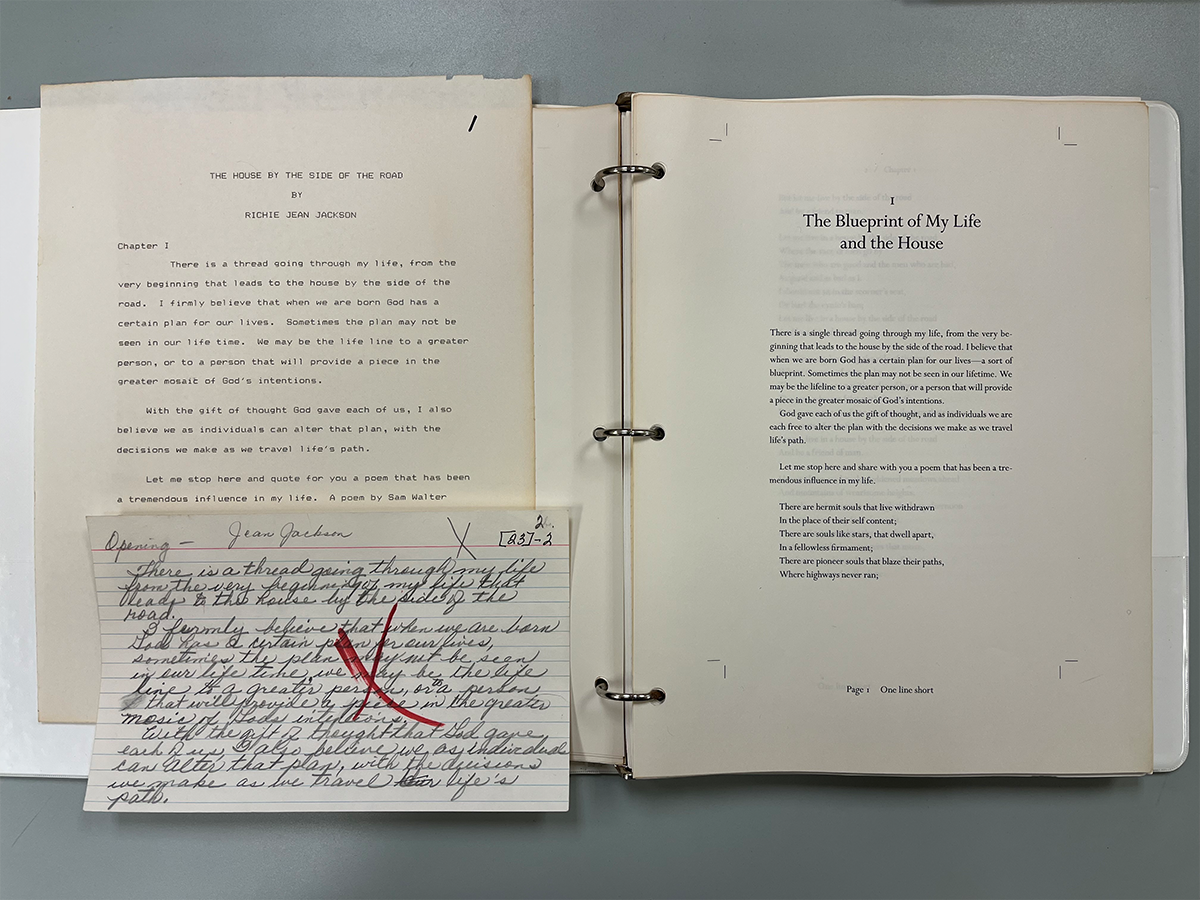 1
THE HOUSE BY THE SIDE OF THE ROAD
BY
RICHIE JEAN JACKSON
Chapter I
There is a thread going through my life, from the
very beginning that leads to the house by the side of the
road. I firmly believe that when we are born God has a
certain plan for our lives. Sometimes the plan may not be
seen in our life time. We may be the life line to a greater
person, or to a person that will provide a piece in the
greater mosait of God's intentions.
With the gift of thought God gave each of us, I also
believe we as individuals can alter that plan, with the
decisions we make as we travel life's path.
Let me stop here and quote for you a poem that has been
a tremendous influence in my life. A poem by Sam Walter
Opening – Jean Jackson X [23]-2
There is a thread going through my life
from the very beginning of my life that
leads to this house by the side of the
road.
I firmly believe that when we are born
God has a certain plan for our lives,
sometimes the plan may not be seen
in our life time, we may be the life
line to a greater person, or to a person
that will provide a piece in the greater
mosic of Gods intentions.
With the gift of thought that God gave
each of us, I also believe we as individuals
can alter that plan, with the decisions
we make as we travel life's
path.
1
The Blueprint of My Life
and the House
There is a single thread going through my life, from the very be-
ginning that leads to the house by the side of the road. I believe that
when we are born God has a certain plan for our lives—a sort of
blueprint. Sometimes the plan may not be seen in our lifetime. We
may be the lifeline to a greater person, or a person that will provide
a piece in the greater mosaic of God's intentions.
God gave each of us the gift of thought, and as individuals we are
each free to alter the plan with the decisions we make as we travel
life's path.
Let me stop here and share with you a poem that has been a tre-
mendous influence in my life.
There are hermit souls that live withdrawn
In the place of their self content;
There are souls like stars, that dwell apart,
In a fellowless firmament;
There are pioneer souls that blaze their paths,
Where highways never ran;
Page 1 One line short